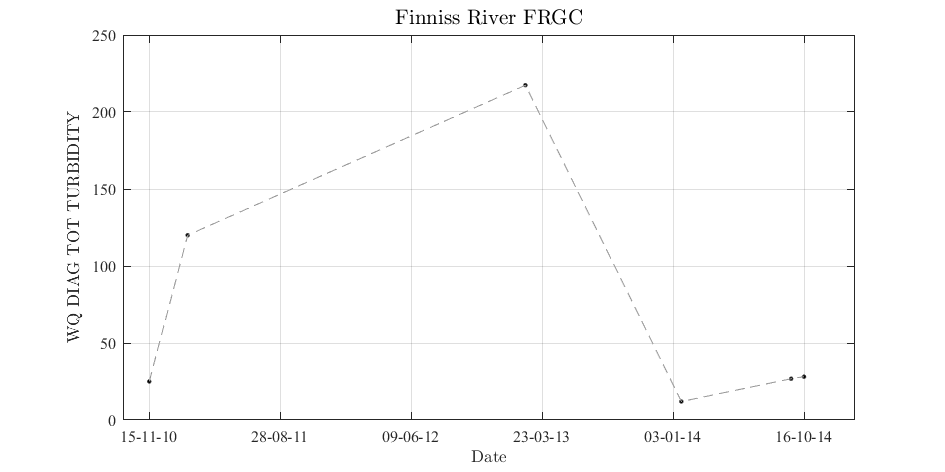 Finniss River FRGC
WQ DIAG TOT TURBIDITY
250
200
150
100
50
0
15-11-10 28-08-11 09-06-12 23-03-13 03-01-14 16-10-14
Date